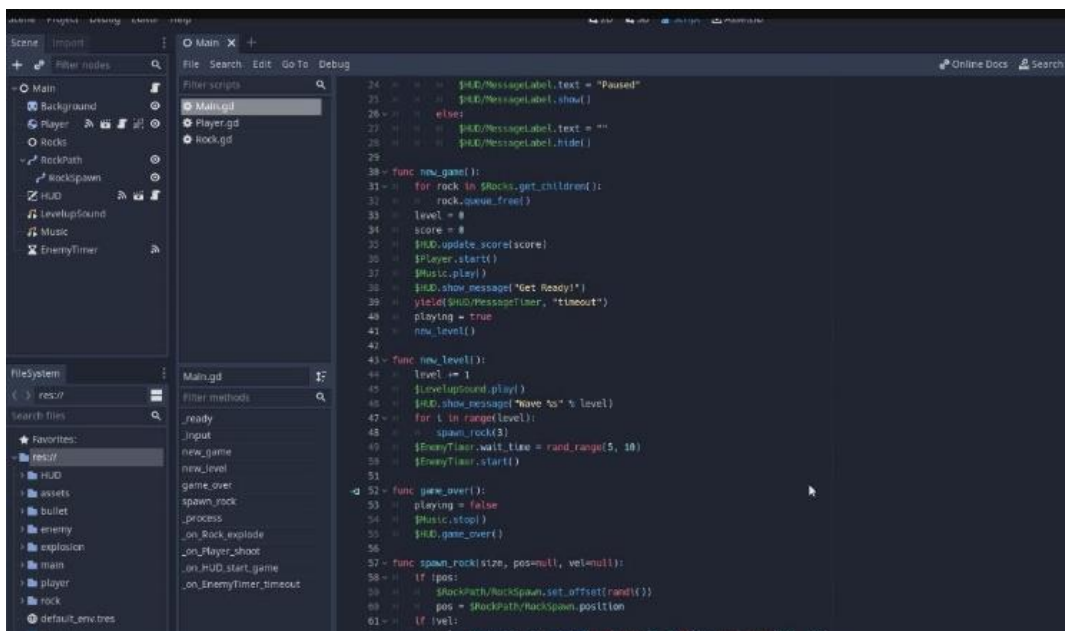 Scene Project Debug Editor Help
2D 3D Script AssetLib
Scene Import
Filter nodes
Main
Background
Player
Rocks
RockPath
RockSpawn
HUD
LevelupSound
Music
EnemyTimer
FileSystem
res://
Search files
Favorites:
res://
HUD
assets
bullet
enemy
explosion
main
player
rock
default_env.tres
Main X +
File Search Edit Go To Debug
Online Docs Search
Filter scripts
Main.gd
Player.gd
Rock.gd
Main.gd
Filter methods
_ready
_input
new_game
new_level
game_over
spawn_rock
_process
_on_Rock_explode
_on_Player_shoot
_on_HUD_start_game
_on_EnemyTimer_timeout
24 $HUD/MessageLabel.text = "Paused"
25 $HUD/MessageLabel.show()
26 else:
27 $HUD/MessageLabel.text = ""
28 $HUD/MessageLabel.hide()
29
30 func new_game():
31 for rock in $Rocks.get_children():
32 rock.queue_free()
33 level = 0
34 score = 0
35 $HUD.update_score(score)
36 $Player.start()
37 $Music.play()
38 $HUD.show_message("Get Ready!")
39 yield($HUD/MessageTimer, "timeout")
40 playing = true
41 new_level()
42
43 func new_level():
44 level += 1
45 $LevelupSound.play()
46 $HUD.show_message("Wave %s" % level)
47 for i in range(level):
48 spawn_rock(3)
49 $EnemyTimer.wait_time = rand_range(5, 10)
50 $EnemyTimer.start()
51
52 func game_over():
53 playing = false
54 $Music.stop()
55 $HUD.game_over()
56
57 func spawn_rock(size, pos=null, vel=null):
58 if !pos:
59 $RockPath/RockSpawn.set_offset(randi())
60 pos = $RockPath/RockSpawn.position
61 if !vel: